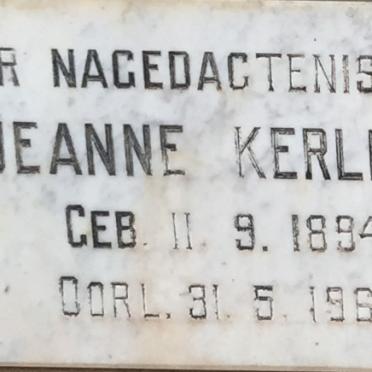 R NAGEDACTENIS
JEANNE KERL
GEB. 11 9. 1894
OORL. 31. 5. 196